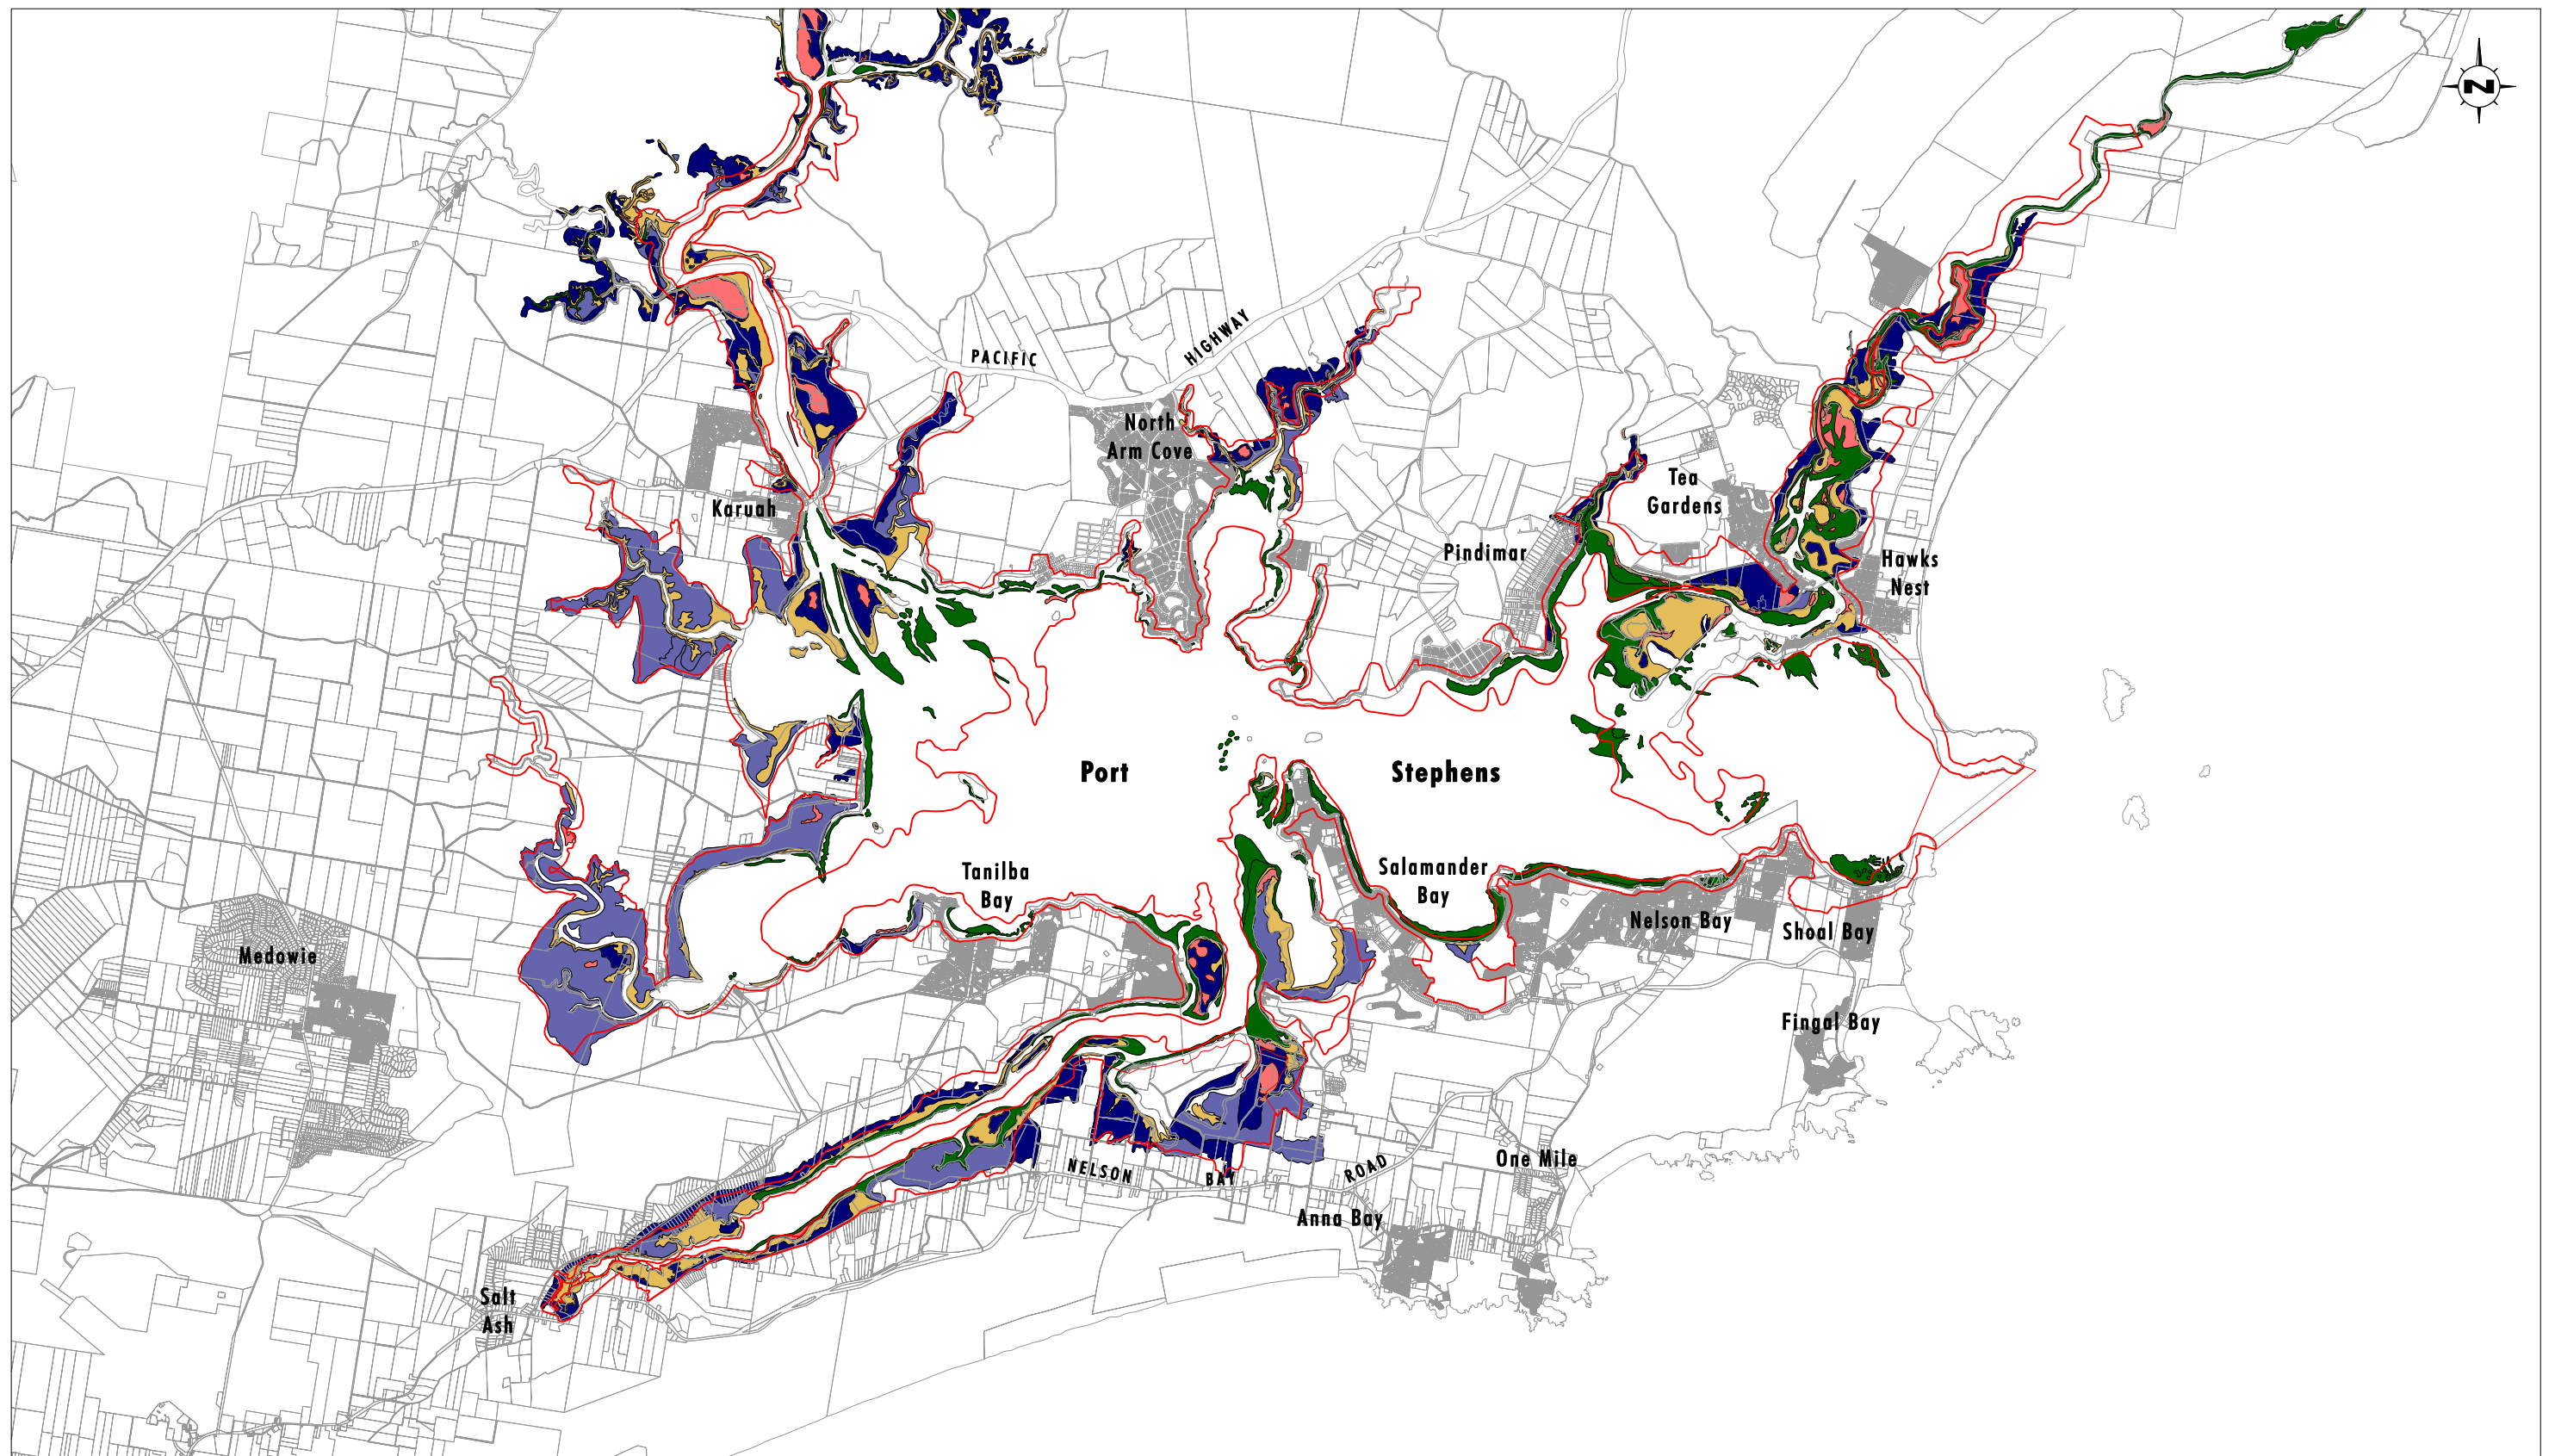 N
PACIFIC
HIGHWAY
North
Arm Cove
Tea
Gardens
Karuah
Pindimar
Hawks
Nest
Port
Stephens
Tanilba
Bay
Salamander
Bay
Nelson Bay
Shoal Bay
Medowie
Fingal Bay
NELSON
BAY
ROAD
One Mile
Anna Bay
Salt
Ash